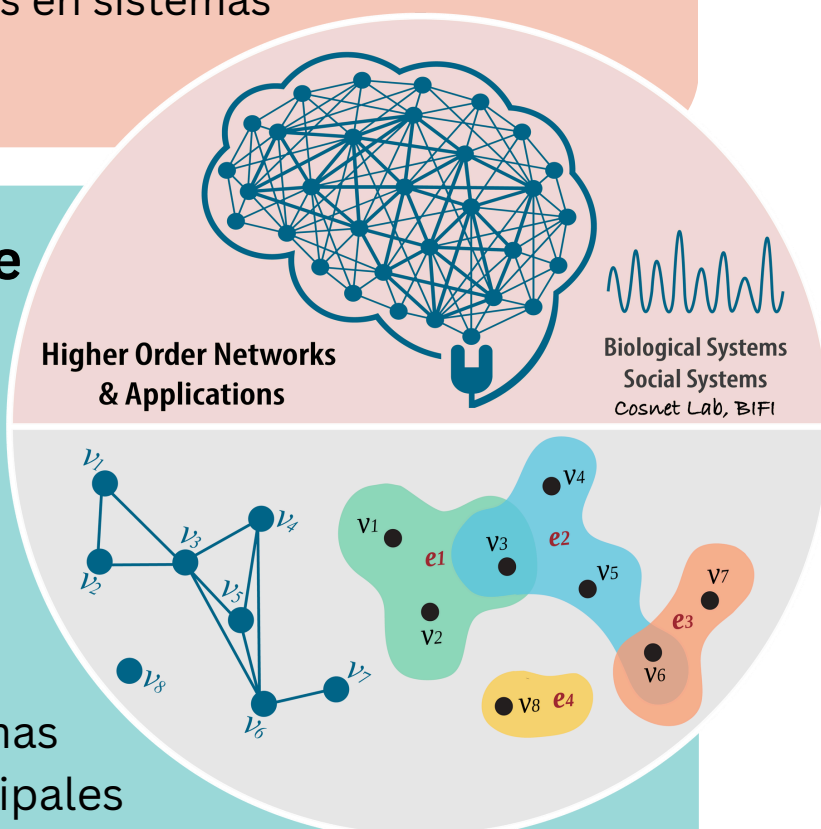 s en sistemas
e
Higher Order Networks
& Applications
Biological Systems
Social Systems
Cosnet Lab, BIFI
v1
v2
v3
v4
v5
v6
v7
v8
v1
v2
v3
v4
v5
v6
v7
v8
e1
e2
e3
e4
nas
ipales